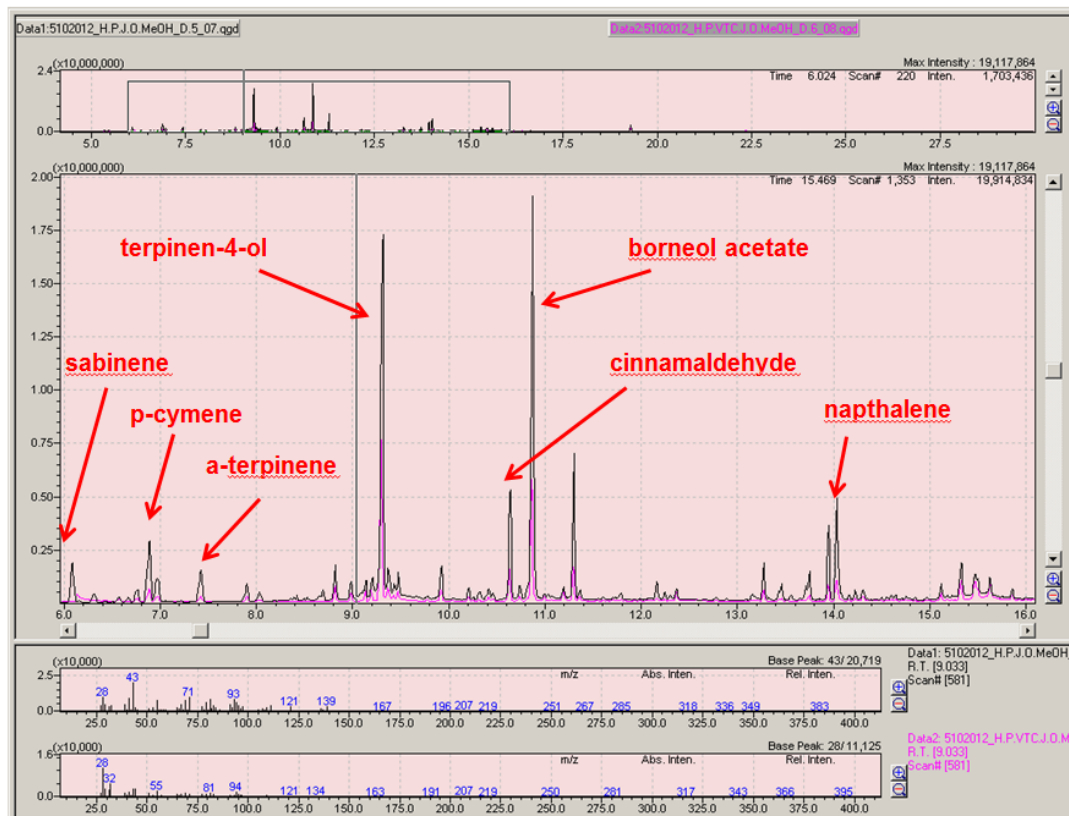 Data1:5102012_H.P.J.O.MeOH_D.5_07.qgd Data2:5102012_H.P.VTC.J.O.MeOH_D.6_08.qgd
(x10,000,000) Max Intensity : 19,117,864
2.4 Time 6.024 Scan# 220 Inten. 1,703,436
0.0
5.0 7.5 10.0 12.5 15.0 17.5 20.0 22.5 25.0 27.5
(x10,000,000) Max Intensity : 19,117,864
2.00 Time 15.469 Scan# 1,353 Inten. 19,914,834
1.75
terpinen-4-ol borneol acetate
1.50
1.25
sabinene cinnamaldehyde
1.00
p-cymene napthalene
0.75
a-terpinene
0.50
0.25
6.0 7.0 8.0 9.0 10.0 11.0 12.0 13.0 14.0 15.0 16.0
(x10,000) Base Peak: 43/ 20,719
2.5 m/z Abs. Inten. Rel. Inten.
28 43 71 93 121 139 167 196 207 219 251 267 285 318 336 349 383
0.0
25.0 50.0 75.0 100.0 125.0 150.0 175.0 200.0 225.0 250.0 275.0 300.0 325.0 350.0 375.0 400.0
Data1: 5102012_H.P.J.O.MeOH_
R.T. [9.033]
Scan# [581]
(x10,000) Base Peak: 28/ 11,125
1.6 m/z Abs. Inten. Rel. Inten.
28 32 55 81 94 121 134 163 191 207 219 250 281 317 343 366 395
0.0
25.0 50.0 75.0 100.0 125.0 150.0 175.0 200.0 225.0 250.0 275.0 300.0 325.0 350.0 375.0 400.0
Data2: 5102012_H.P.VTC.J.O.M
R.T. [9.033]
Scan# [581]